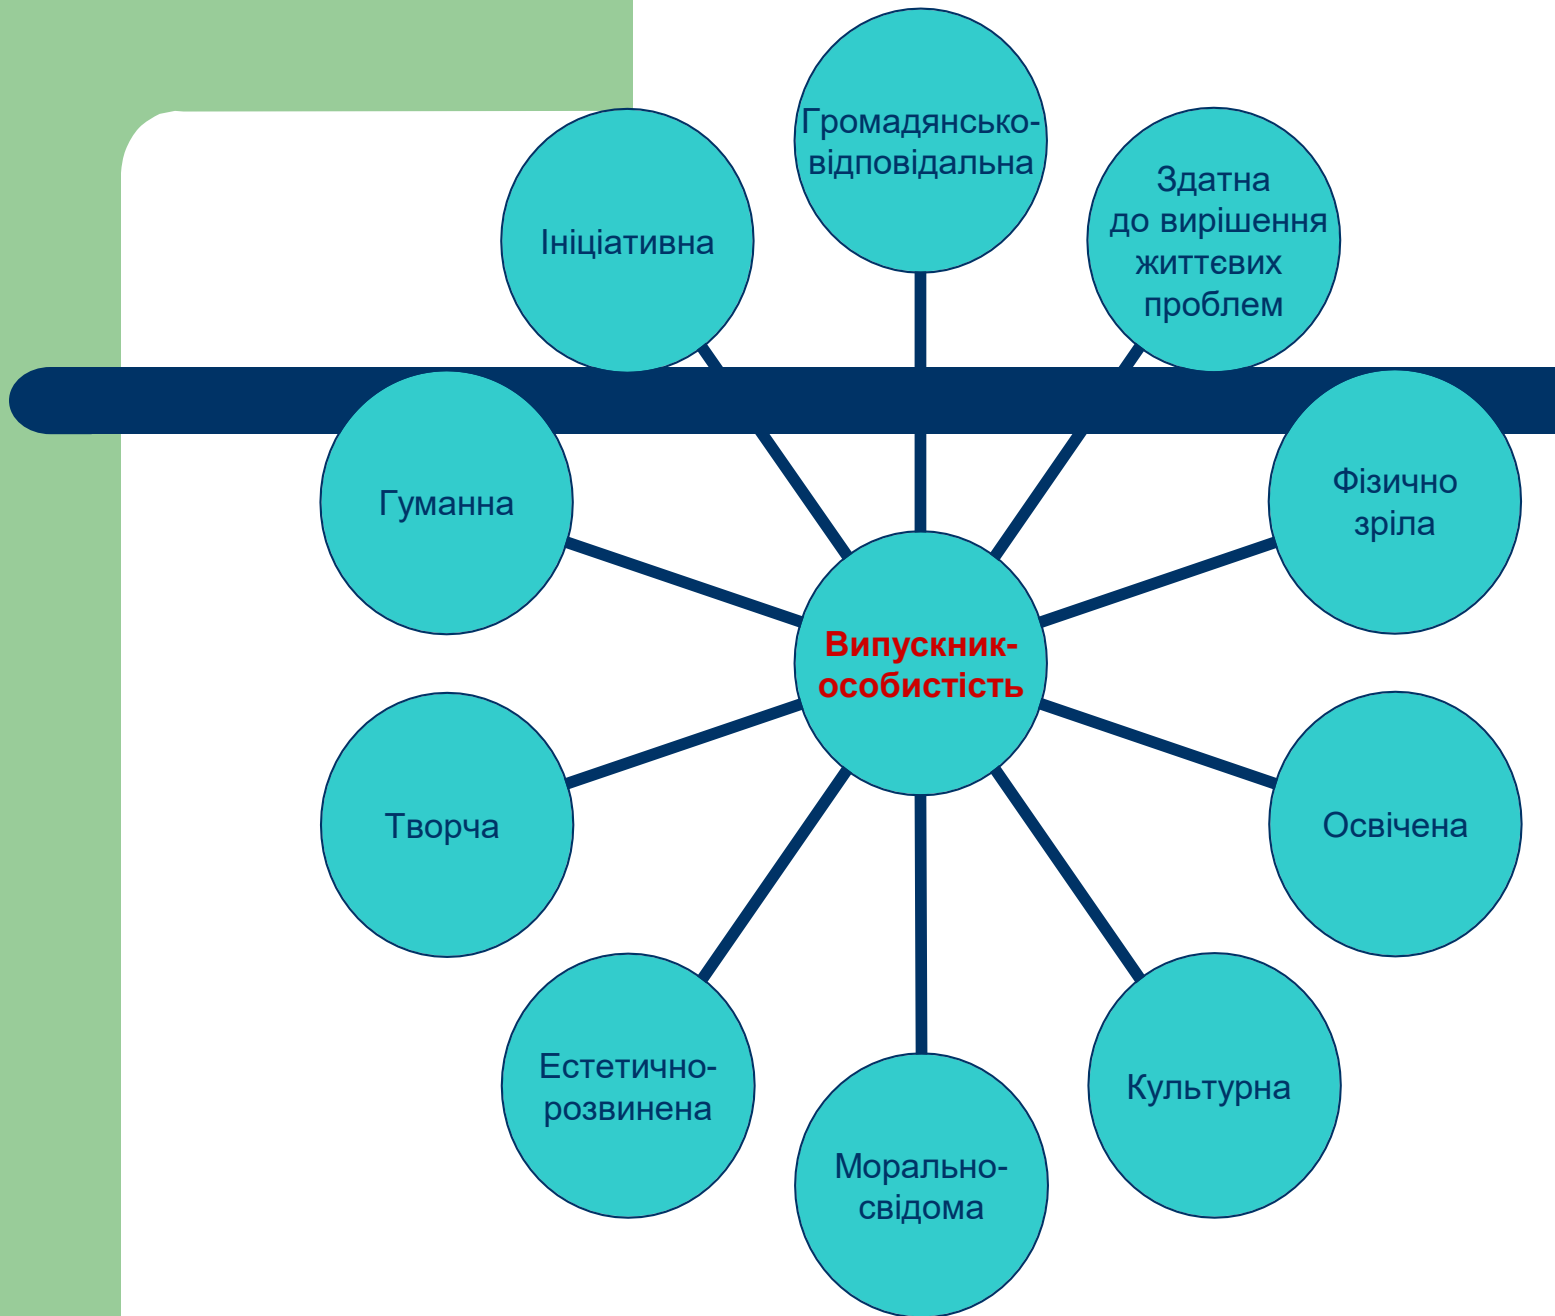 Громадянсько-
відповідальна
Здатна
до вирішення
життєвих
проблем
Ініціативна
Гуманна
Фізично
зріла
Випускник-
особистість
Творча
Освічена
Естетично-
розвинена
Культурна
Морально-
свідома